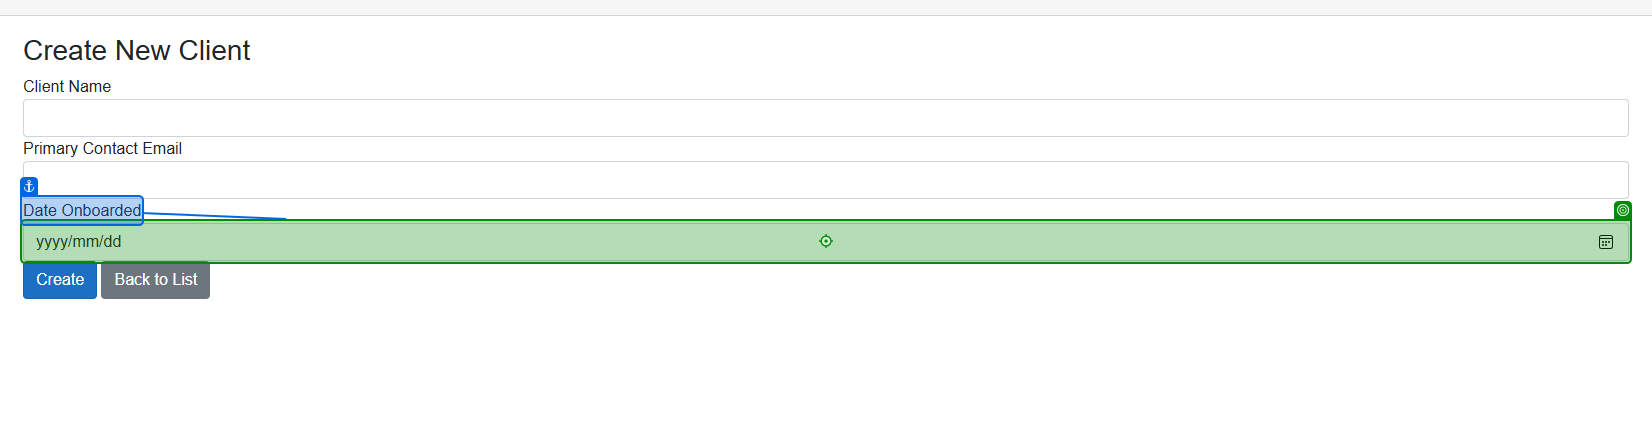 Create New Client
Client Name
Primary Contact Email
Date Onboarded
yyyy/mm/dd
Create Back to List